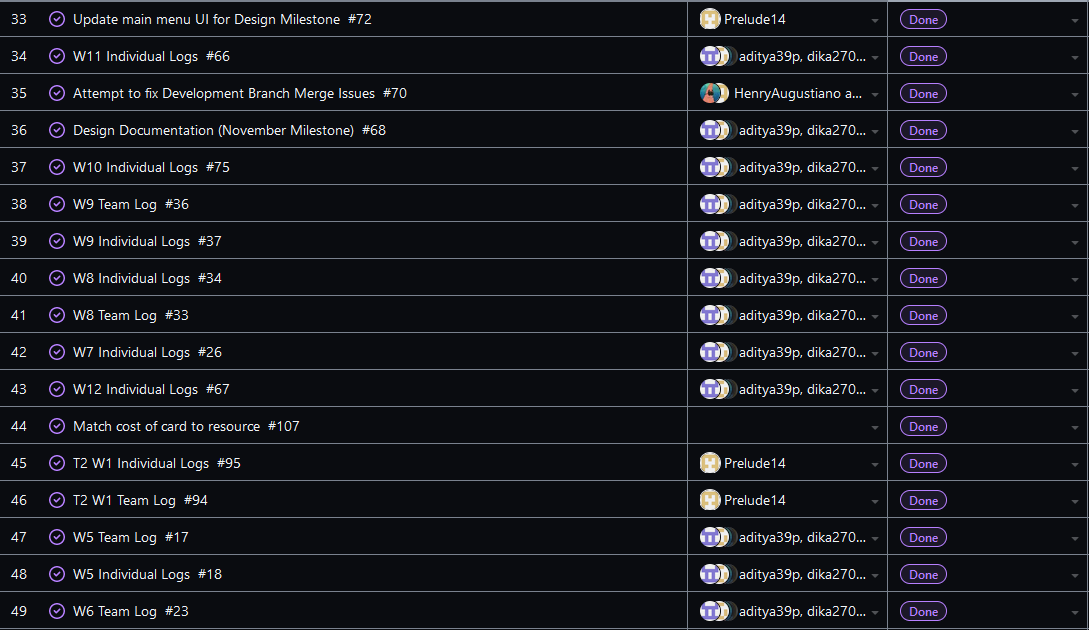 33 Update main menu UI for Design Milestone #72 Prelude14 Done
34 W11 Individual Logs #66 aditya39p, dika270... Done
35 Attempt to fix Development Branch Merge Issues #70 HenryAugustiano a... Done
36 Design Documentation (November Milestone) #68 aditya39p, dika270... Done
37 W10 Individual Logs #75 aditya39p, dika270... Done
38 W9 Team Log #36 aditya39p, dika270... Done
39 W9 Individual Logs #37 aditya39p, dika270... Done
40 W8 Individual Logs #34 aditya39p, dika270... Done
41 W8 Team Log #33 aditya39p, dika270... Done
42 W7 Individual Logs #26 aditya39p, dika270... Done
43 W12 Individual Logs #67 aditya39p, dika270... Done
44 Match cost of card to resource #107 Done
45 T2 W1 Individual Logs #95 Prelude14 Done
46 T2 W1 Team Log #94 Prelude14 Done
47 W5 Team Log #17 aditya39p, dika270... Done
48 W5 Individual Logs #18 aditya39p, dika270... Done
49 W6 Team Log #23 aditya39p, dika270... Done